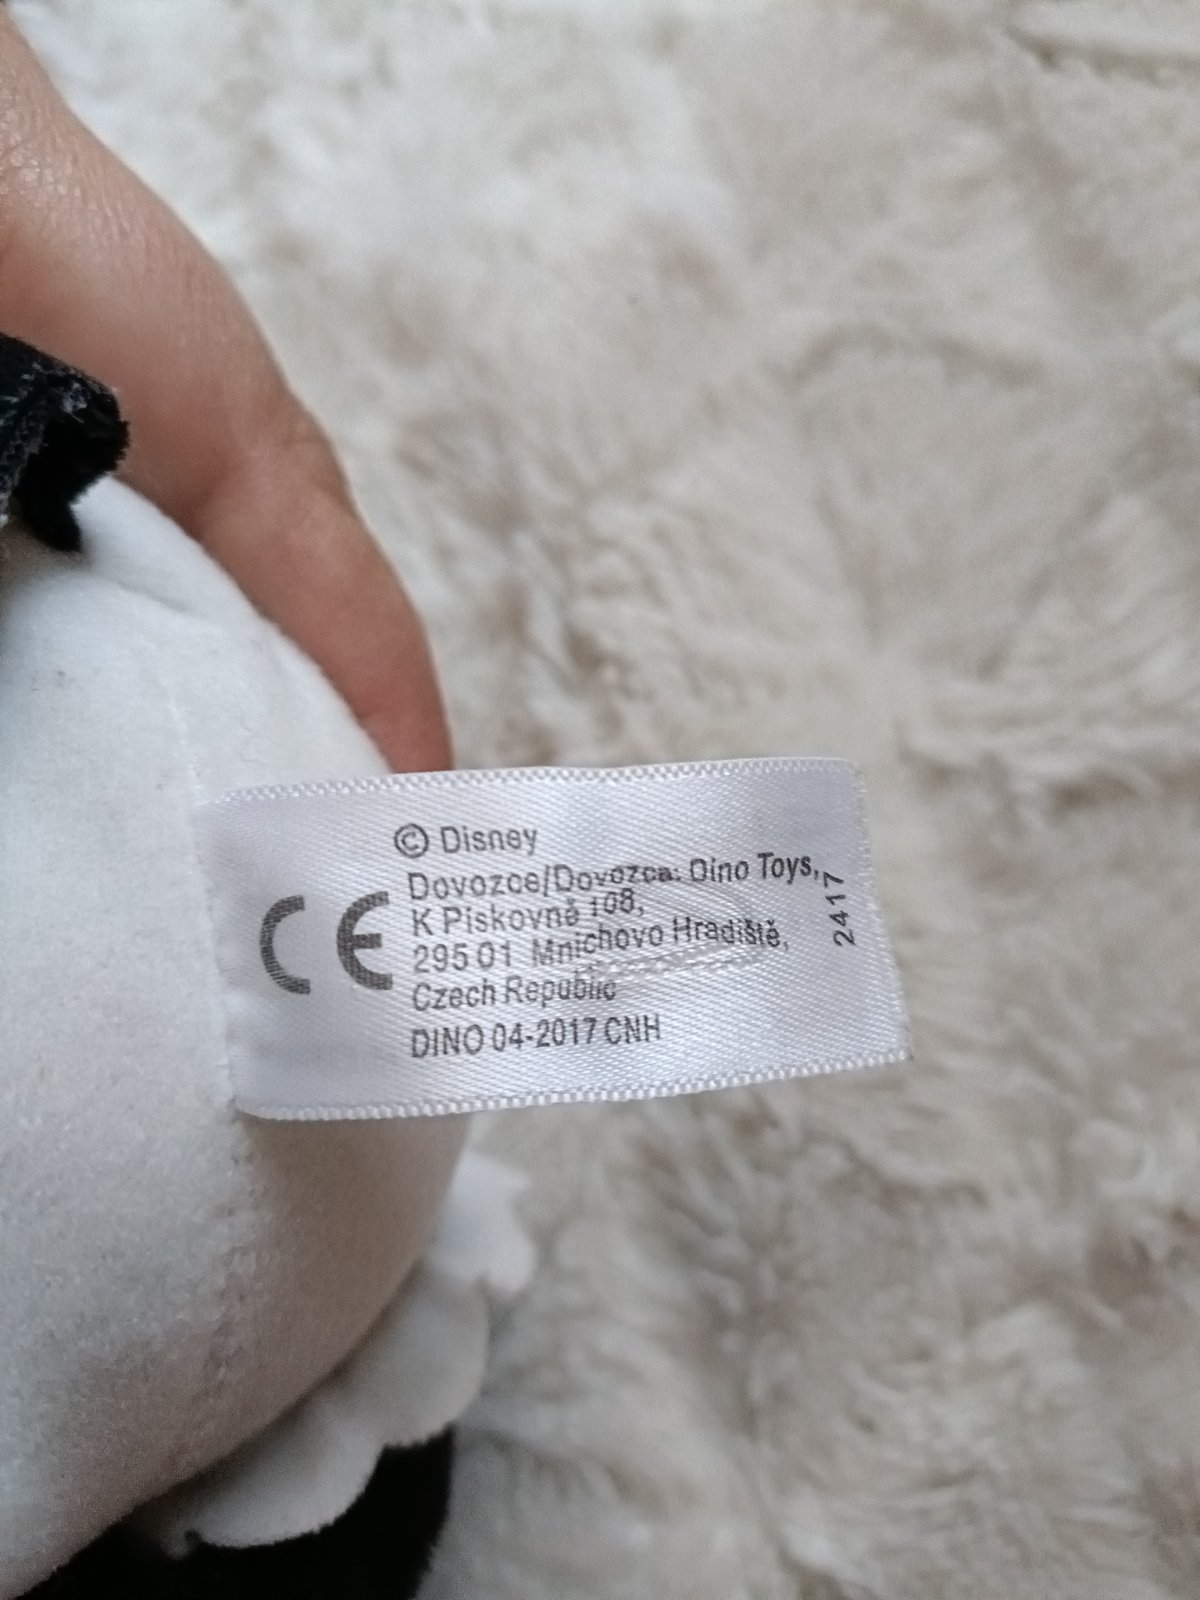 © Disney
Dovozce/Dovozca: Dino Toys,
K Pískovně 108,
295 01 Mnichovo Hradiště,
Czech Republic
DINO 04-2017 CNH
2417
CE